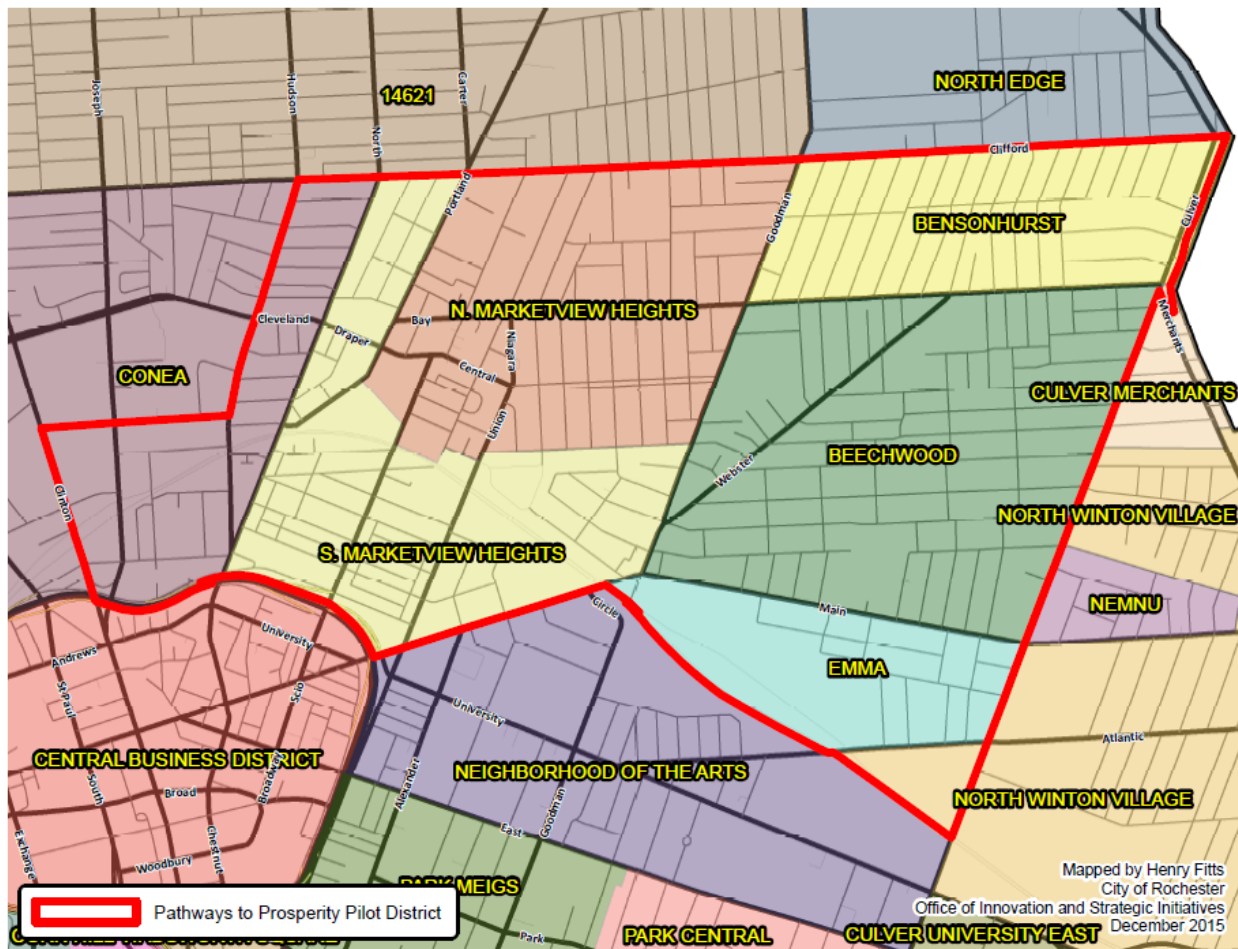 NORTH EDGE
14621
Joseph
Hudson
North
Carter
Clifford
Portland
Goodman
Culver
BENSONHURST
Cleveland
Draper
Bay
N. MARKETVIEW HEIGHTS
Niagara
Merchants
CONEA
Central
CULVER MERCHANTS
Union
BEECHWOOD
Webster
Clinton
NORTH WINTON VILLAGE
S. MARKETVIEW HEIGHTS
Circle
Main
NEMNU
University
Andrews
EMMA
St Paul
Scio
University
Atlantic
CENTRAL BUSINESS DISTRICT
NEIGHBORHOOD OF THE ARTS
South
Broadway
Alexander
Broad
Goodman
NORTH WINTON VILLAGE
East
Exchange
Chestnut
Woodbury
PARK MEIGS
Mapped by Henry Fitts
City of Rochester
Office of Innovation and Strategic Initiatives
December 2015
Pathways to Prosperity Pilot District
Park
PARK CENTRAL
CULVER UNIVERSITY EAST